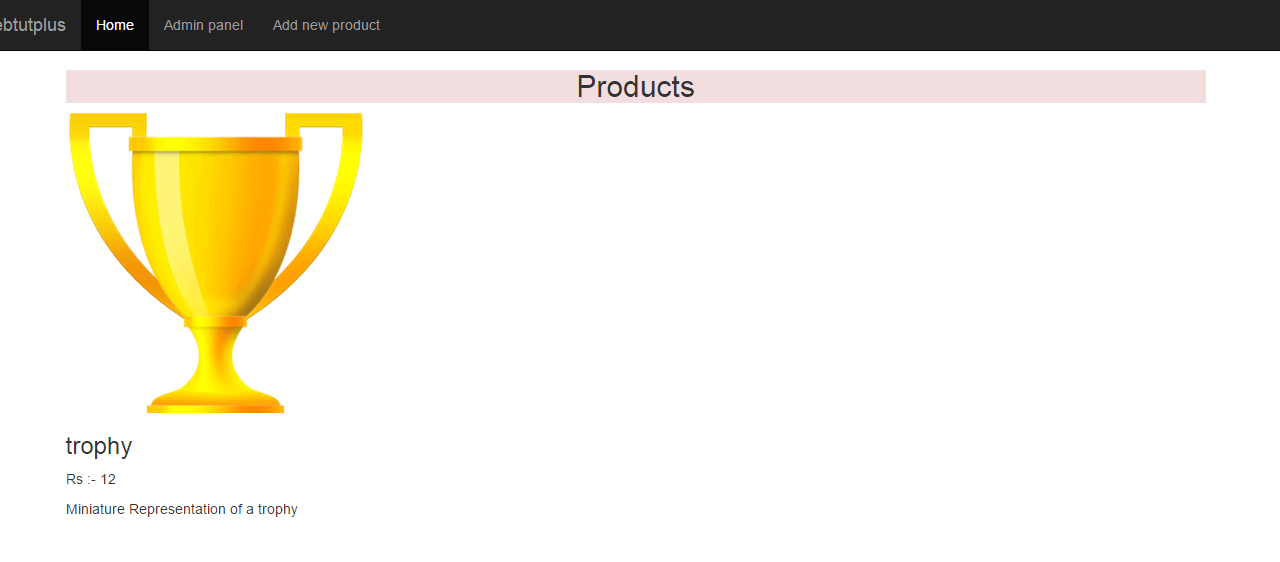 ebtutplus Home Admin panel Add new product
Products
trophy
Rs :- 12
Miniature Representation of a trophy